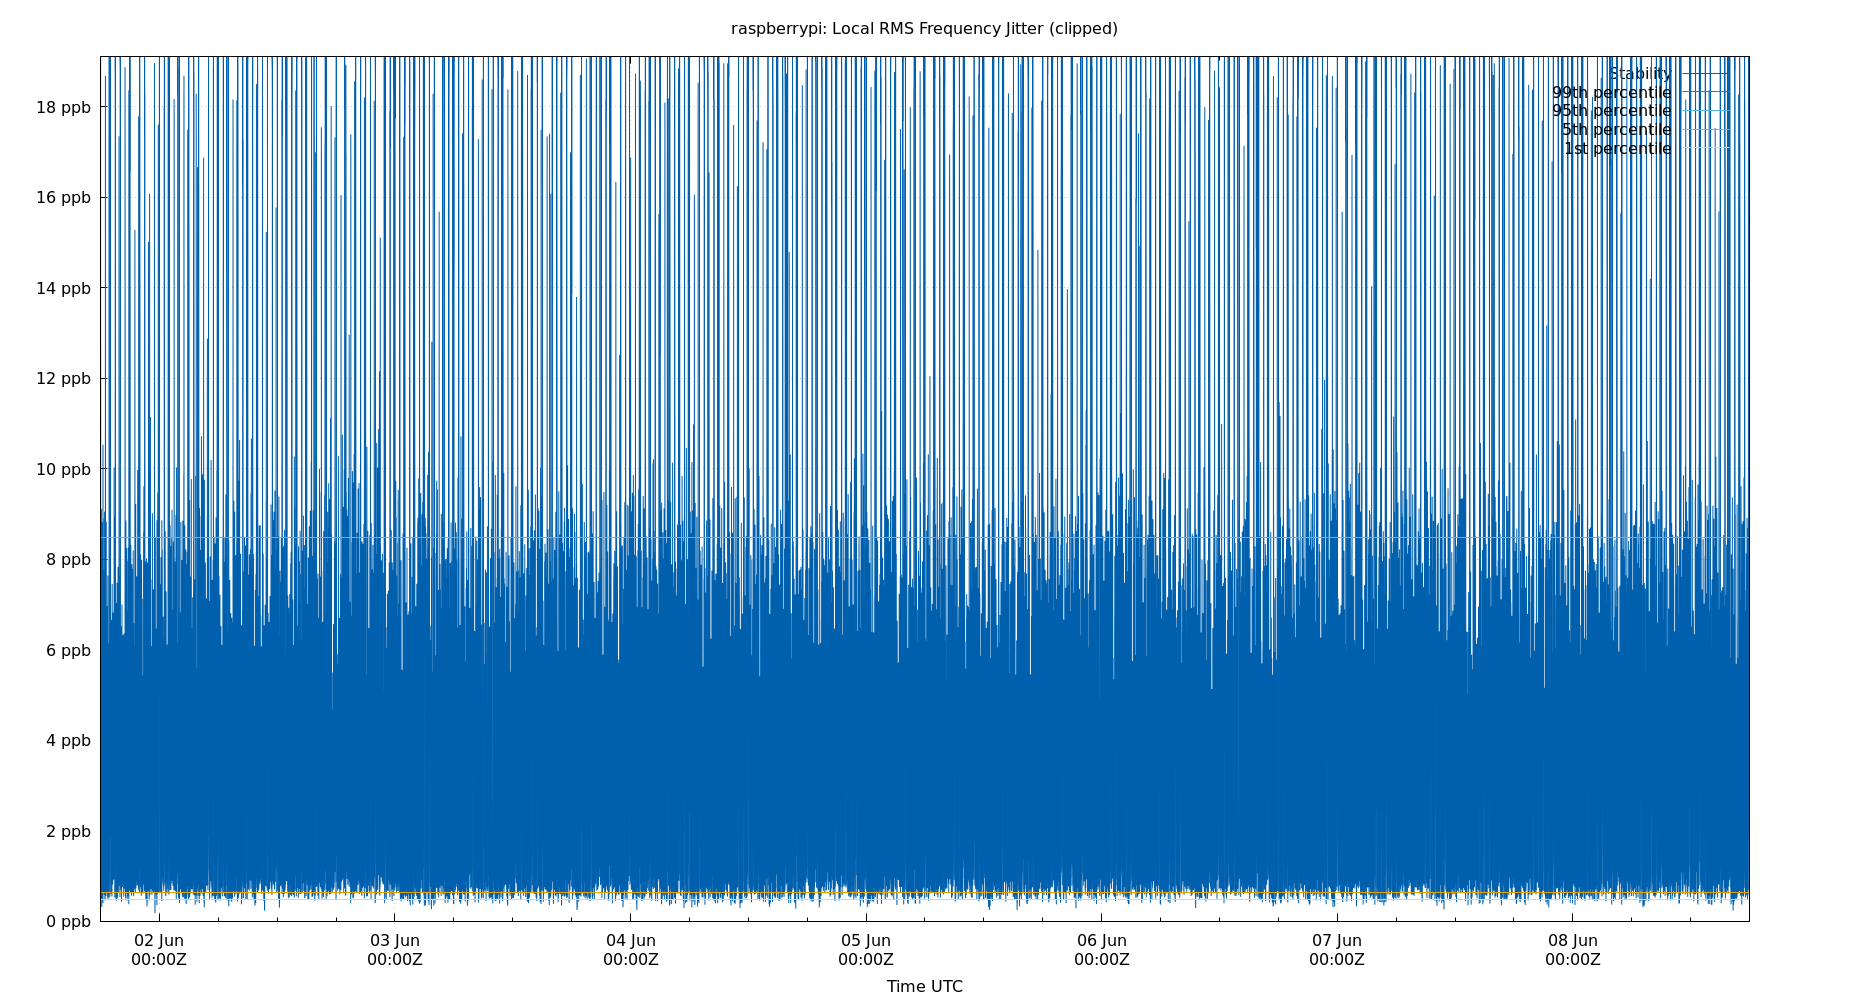 raspberrypi: Local RMS Frequency Jitter (clipped)
Stability
99th percentile
95th percentile
5th percentile
1st percentile
18 ppb
16 ppb
14 ppb
12 ppb
10 ppb
8 ppb
6 ppb
4 ppb
2 ppb
0 ppb
02 Jun 03 Jun 04 Jun 05 Jun 06 Jun 07 Jun 08 Jun
00:00Z 00:00Z 00:00Z 00:00Z 00:00Z 00:00Z 00:00Z
Time UTC